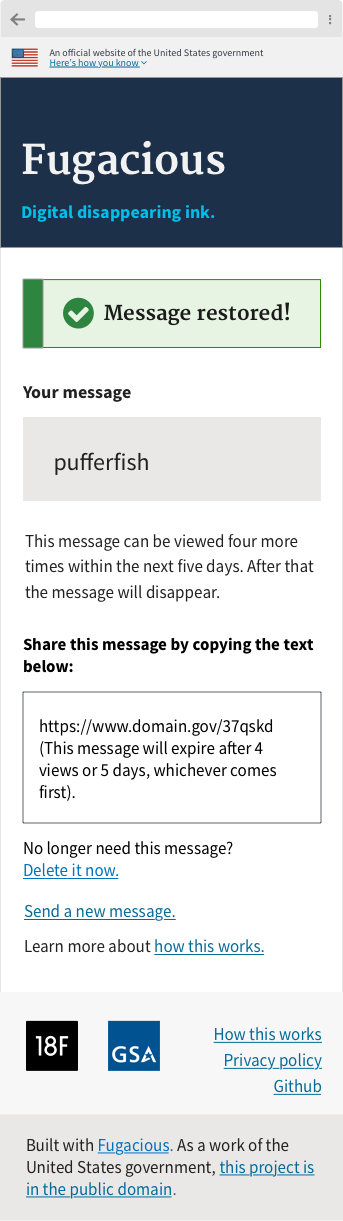 An official website of the United States government
Here's how you know
Fugacious
Digital disappearing ink.
Message restored!
Your message
pufferfish
This message can be viewed four more
times within the next five days. After that
the message will disappear.
Share this message by copying the text
below:
https://www.domain.gov/37qskd
(This message will expire after 4
views or 5 days, whichever comes
first).
No longer need this message?
Delete it now.
Send a new message.
Learn more about how this works.
18F
GSA
How this works
Privacy policy
Github
Built with Fugacious. As a work of the
United States government, this project is
in the public domain.